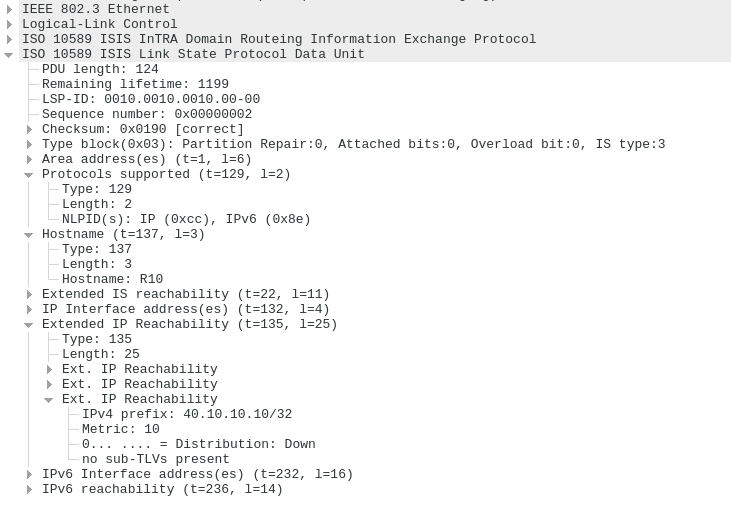 IEEE 802.3 Ethernet
Logical-Link Control
ISO 10589 ISIS InTRA Domain Routeing Information Exchange Protocol
ISO 10589 ISIS Link State Protocol Data Unit
PDU length: 124
Remaining lifetime: 1199
LSP-ID: 0010.0010.0010.00-00
Sequence number: 0x00000002
Checksum: 0x0190 [correct]
Type block(0x03): Partition Repair:0, Attached bits:0, Overload bit:0, IS type:3
Area address(es) (t=1, l=6)
Protocols supported (t=129, l=2)
Type: 129
Length: 2
NLPID(s): IP (0xcc), IPv6 (0x8e)
Hostname (t=137, l=3)
Type: 137
Length: 3
Hostname: R10
Extended IS reachability (t=22, l=11)
IP Interface address(es) (t=132, l=4)
Extended IP Reachability (t=135, l=25)
Type: 135
Length: 25
Ext. IP Reachability
Ext. IP Reachability
Ext. IP Reachability
IPv4 prefix: 40.10.10.10/32
Metric: 10
0... .... = Distribution: Down
no sub-TLVs present
IPv6 Interface address(es) (t=232, l=16)
IPv6 reachability (t=236, l=14)